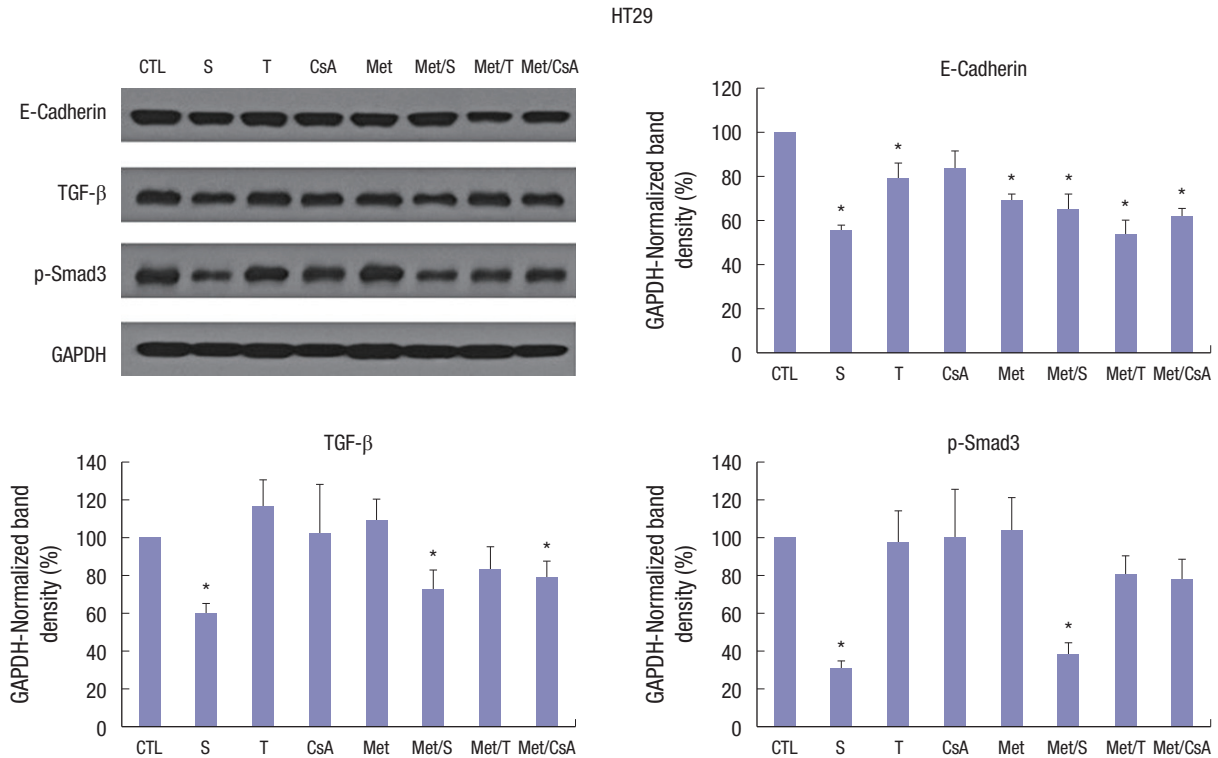 HT29
CTL S T CsA Met Met/S Met/T Met/CsA
E-Cadherin
TGF-β
p-Smad3
GAPDH
E-Cadherin
GAPDH-Normalized band
density (%)
120
100
80
60
40
20
0
* * * * * *
CTL S T CsA Met Met/S Met/T Met/CsA
TGF-β
GAPDH-Normalized band
density (%)
140
120
100
80
60
40
20
0
* * *
CTL S T CsA Met Met/S Met/T Met/CsA
p-Smad3
GAPDH-Normalized band
density (%)
140
120
100
80
60
40
20
0
* *
CTL S T CsA Met Met/S Met/T Met/CsA